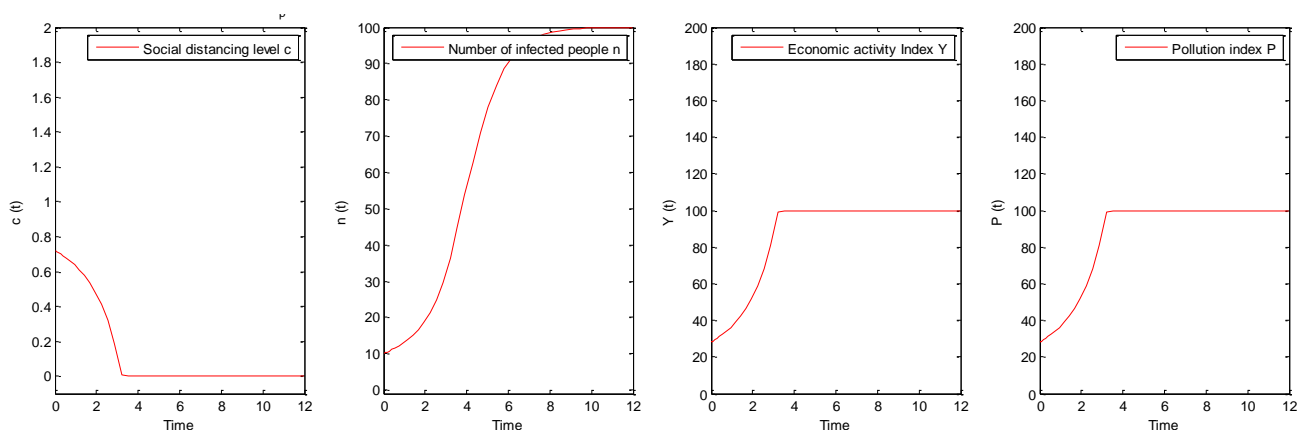 p
Social distancing level c
2
1.8
1.6
1.4
1.2
1
0.8
0.6
0.4
0.2
0
c (t)
0 2 4 6 8 10 12
Time
Number of infected people n
100
90
80
70
60
50
40
30
20
10
0
n (t)
0 2 4 6 8 10 12
Time
Economic activity Index Y
200
180
160
140
120
100
80
60
40
20
0
Y (t)
0 2 4 6 8 10 12
Time
Pollution index P
200
180
160
140
120
100
80
60
40
20
0
P (t)
0 2 4 6 8 10 12
Time